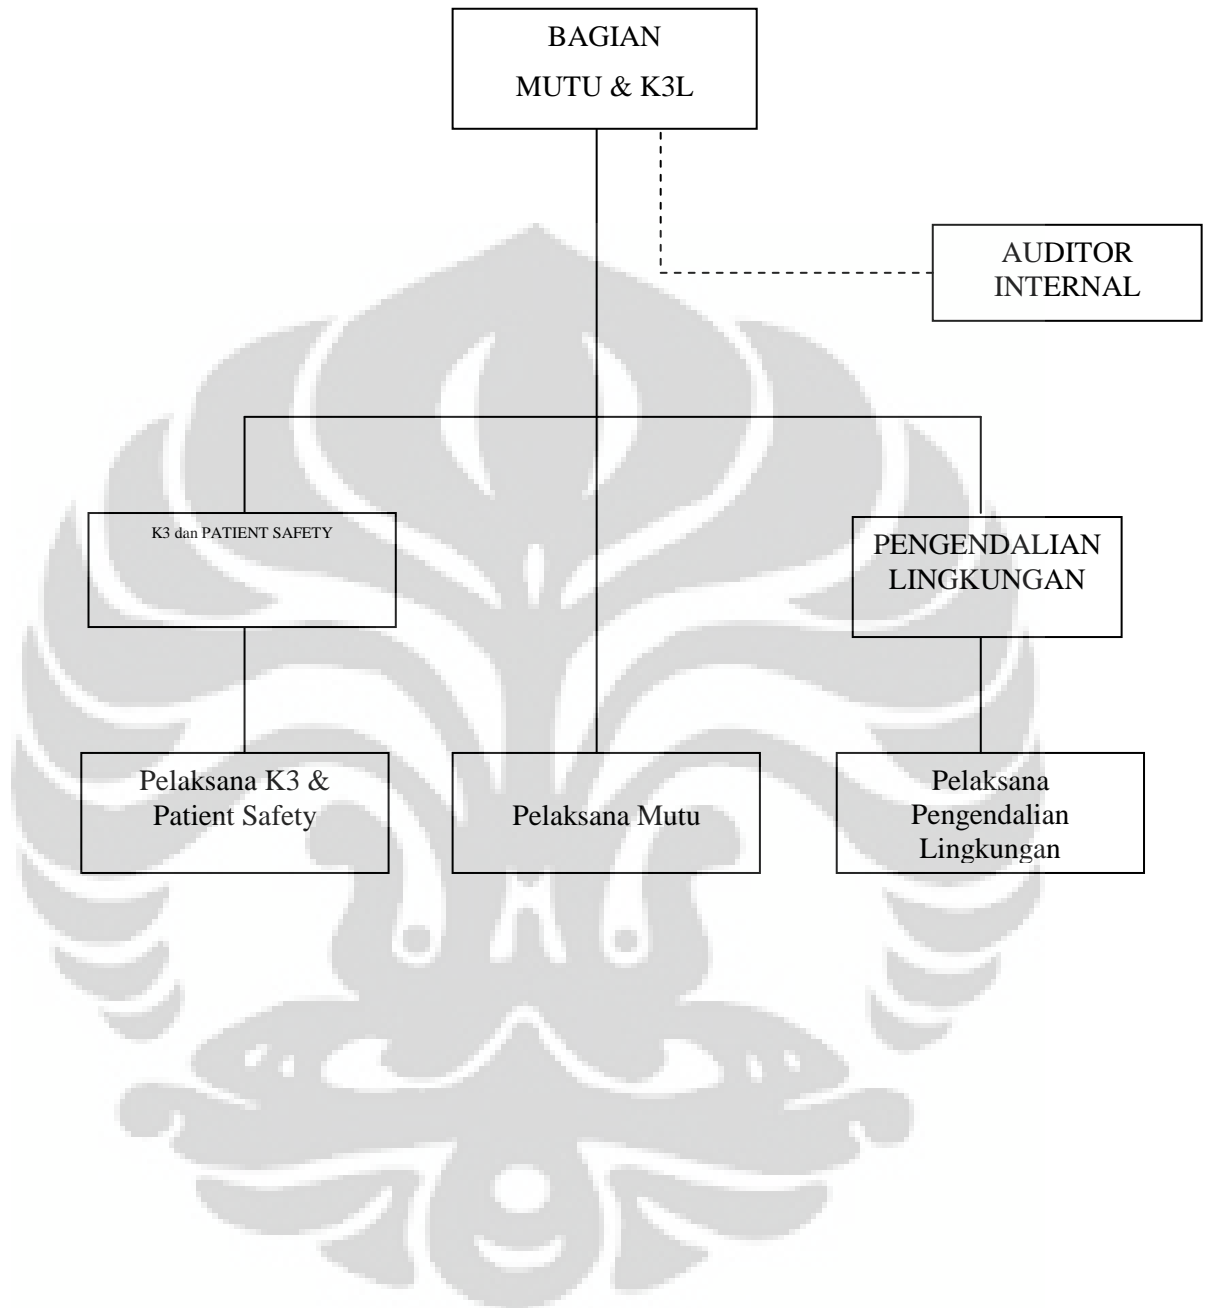 BAGIAN
MUTU & K3L
AUDITOR
INTERNAL
K3 dan PATIENT SAFETY
PENGENDALIAN
LINGKUNGAN
Pelaksana K3 &
Patient Safety
Pelaksana Mutu
Pelaksana
Pengendalian
Lingkungan